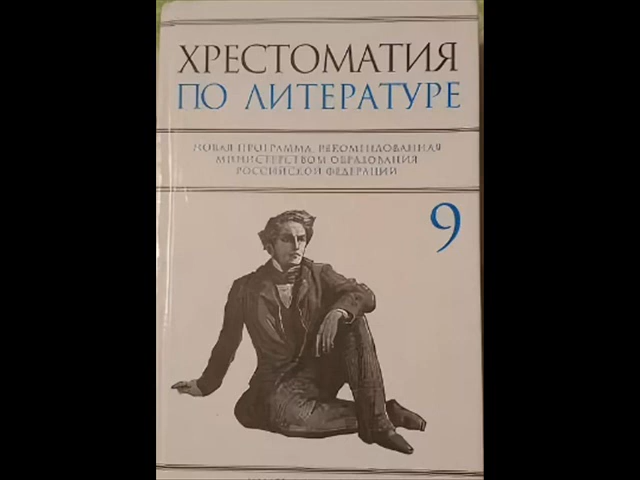 ХРЕСТОМАТИЯ
ПО ЛИТЕРАТУРЕ
НОВАЯ ПРОГРАММА, РЕКОМЕНДОВАННАЯ
МИНИСТЕРСТВОМ ОБРАЗОВАНИЯ
РОССИЙСКОЙ ФЕДЕРАЦИИ
9